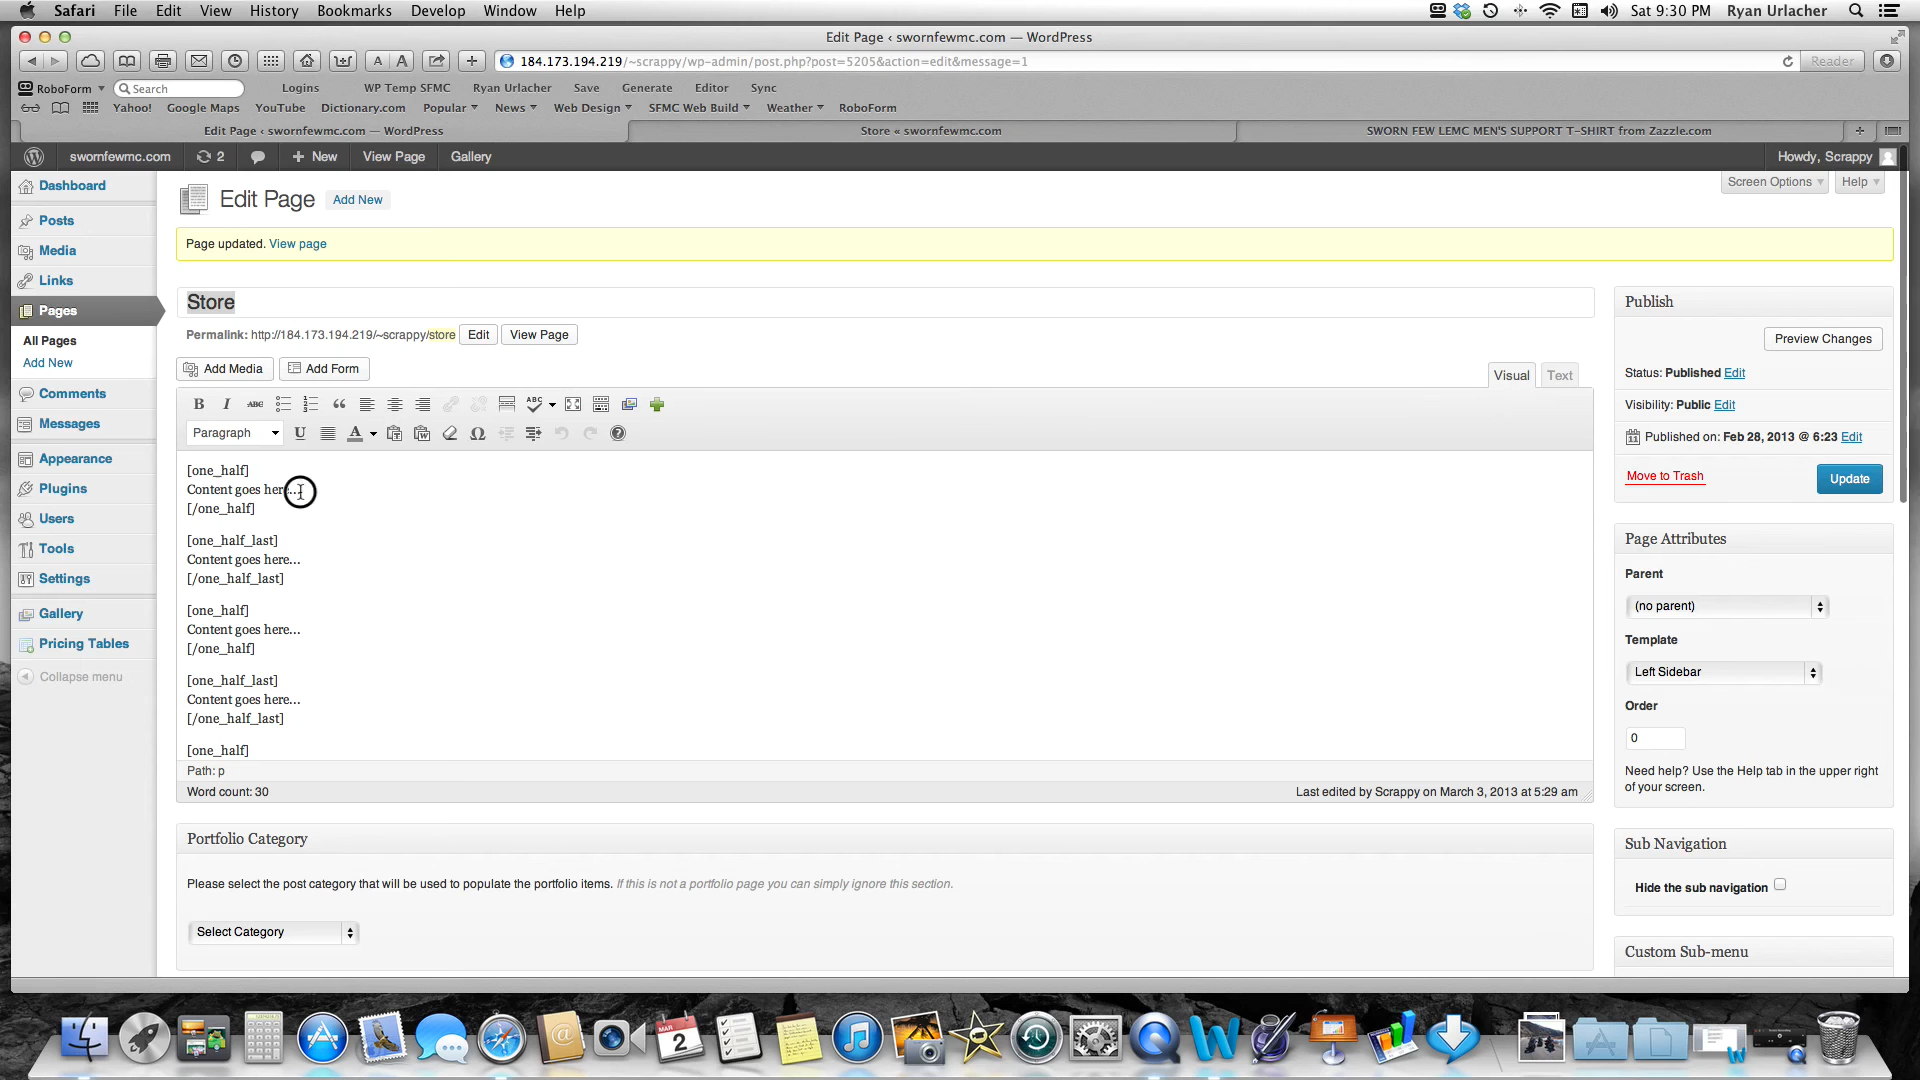 Safari File Edit View History Bookmarks Develop Window Help Sat 9:30 PM Ryan Urlacher
Edit Page ‹ swornfewmc.com — WordPress
184.173.194.219/~scrappy/wp-admin/post.php?post=5205&action=edit&message=1 Reader
RoboForm Search Logins WP Temp SFMC Ryan Urlacher Save Generate Editor Sync
Yahoo! Google Maps YouTube Dictionary.com Popular News Web Design SFMC Web Build Weather RoboForm
Edit Page ‹ swornfewmc.com — WordPress Store « swornfewmc.com SWORN FEW LEMC MEN'S SUPPORT T-SHIRT from Zazzle.com
swornfewmc.com 2 + New View Page Gallery Howdy, Scrappy
Screen Options Help
Dashboard
Posts
Media
Links
Pages
All Pages
Add New
Comments
Messages
Appearance
Plugins
Users
Tools
Settings
Gallery
Pricing Tables
Collapse menu
Edit Page Add New
Page updated. View page
Store
Permalink: http://184.173.194.219/~scrappy/store Edit View Page
Add Media Add Form
Visual Text
B I ABC ABC
Paragraph U A
[one_half]
Content goes here...
[/one_half]
[one_half_last]
Content goes here...
[/one_half_last]
[one_half]
Content goes here...
[/one_half]
[one_half_last]
Content goes here...
[/one_half_last]
[one_half]
Path: p
Word count: 30 Last edited by Scrappy on March 3, 2013 at 5:29 am
Portfolio Category
Please select the post category that will be used to populate the portfolio items. If this is not a portfolio page you can simply ignore this section.
Select Category
Publish
Preview Changes
Status: Published Edit
Visibility: Public Edit
Published on: Feb 28, 2013 @ 6:23 Edit
Move to Trash Update
Page Attributes
Parent
(no parent)
Template
Left Sidebar
Order
0
Need help? Use the Help tab in the upper right
of your screen.
Sub Navigation
Hide the sub navigation
Custom Sub-menu
MAR
2